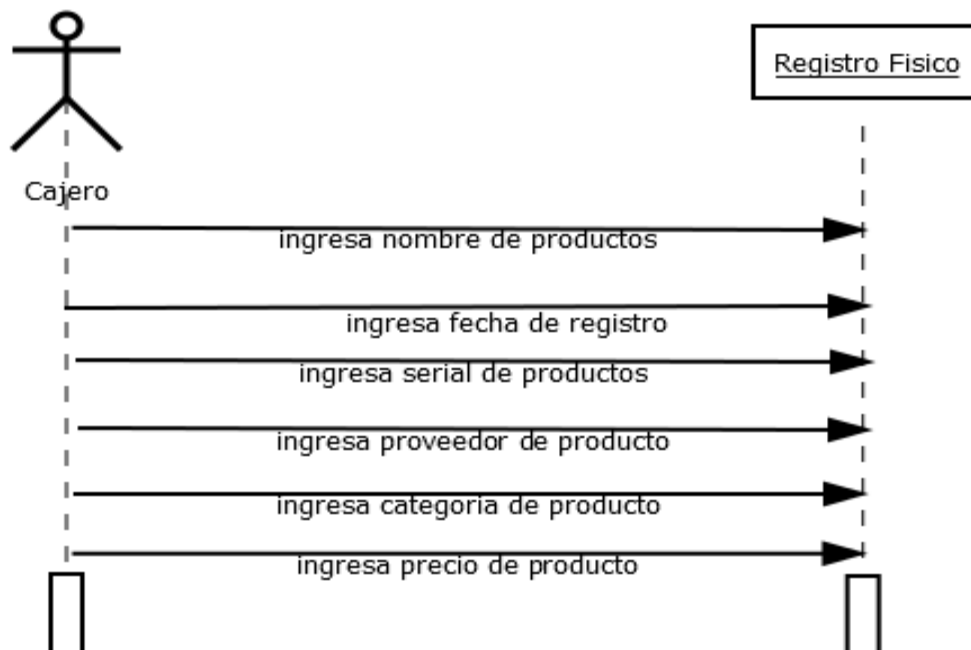 Registro Fisico
Cajero
ingresa nombre de productos
ingresa fecha de registro
ingresa serial de productos
ingresa proveedor de producto
ingresa categoria de producto
ingresa precio de producto